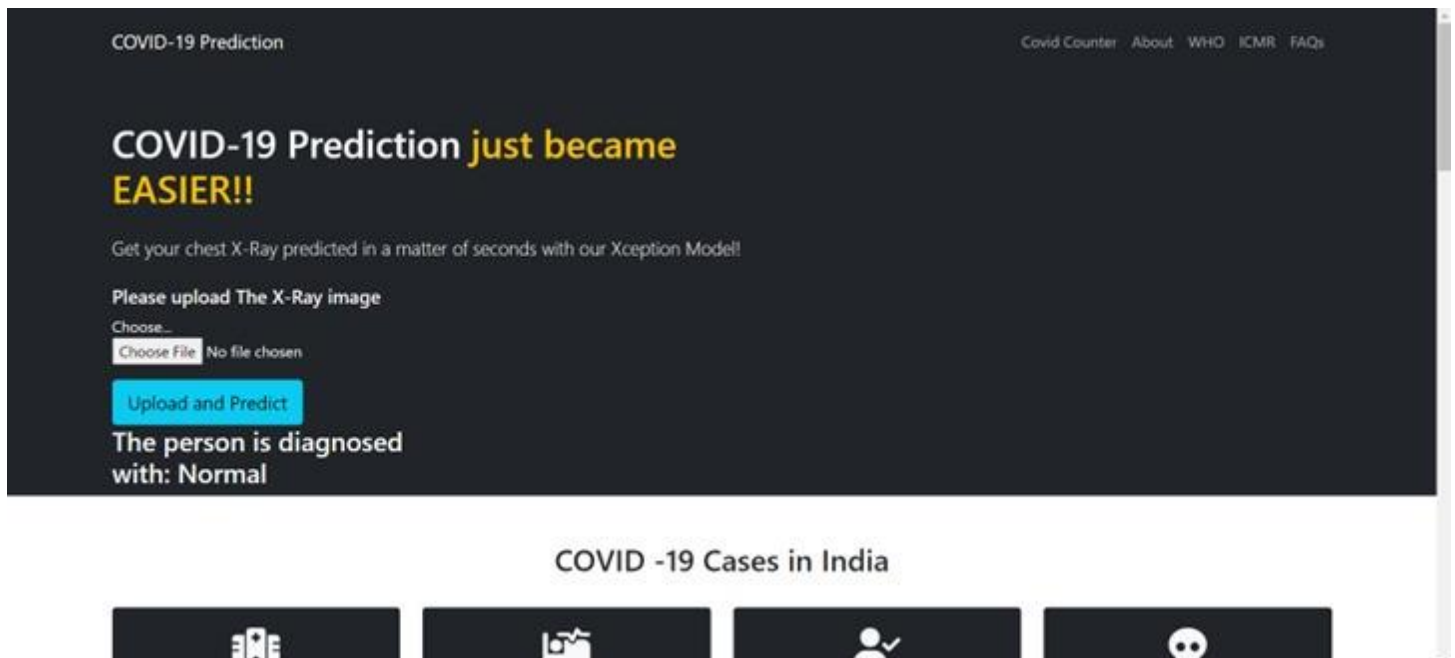 COVID-19 Prediction
Covid Counter About WHO ICMR FAQs
COVID-19 Prediction just became
EASIER!!
Get your chest X-Ray predicted in a matter of seconds with our Xception Model!
Please upload The X-Ray image
Choose...
Choose File No file chosen
Upload and Predict
The person is diagnosed
with: Normal
COVID -19 Cases in India